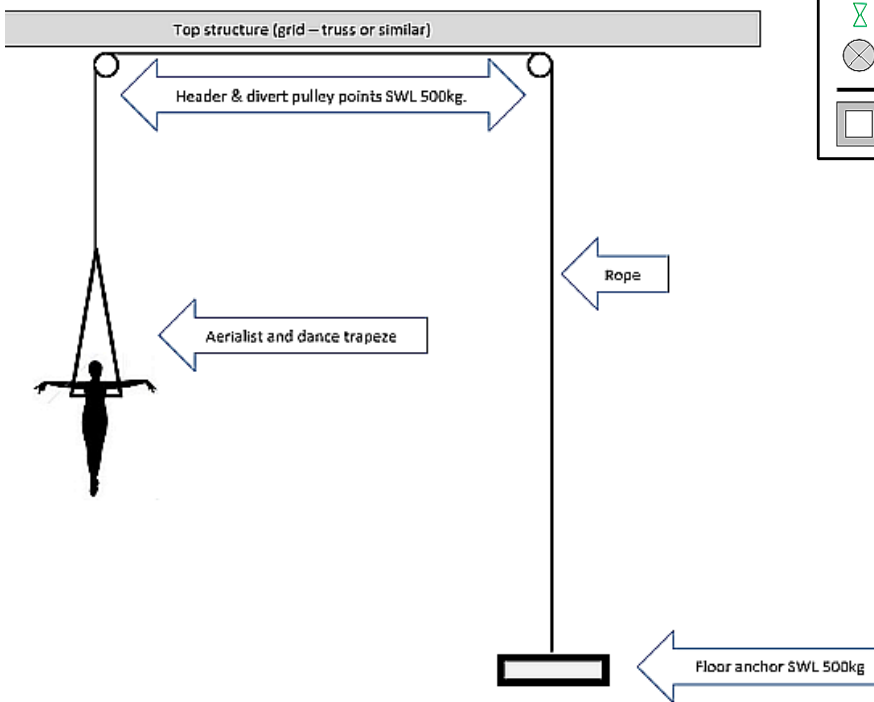 Top structure (grid – truss or similar)
Header & divert pulley points SWL 500kg.
Rope
Aerialist and dance trapeze
Floor anchor SWL 500kg